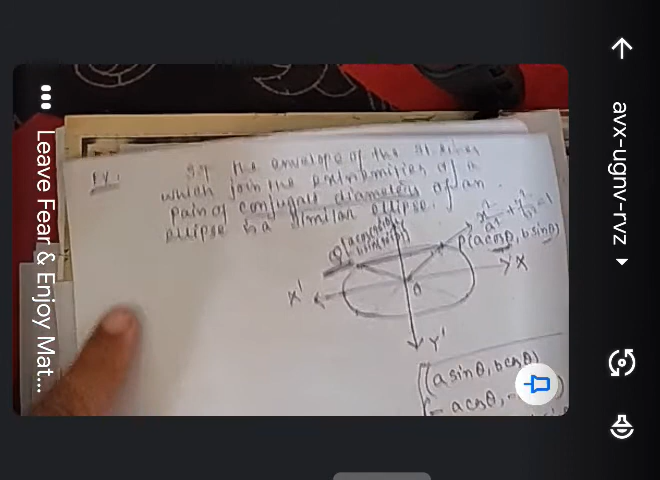 avx-ugnv-rvz
Leave Fear & Enjoy Mat...
EX:
ST the envelope of the st lines
which join the extremities of a
pair of conjugate diameters of an
ellipse is a similar ellipse.
x²/a² + y²/b² = 1
Q
P(a cosθ, b sinθ)
X
X'
O
Y'
(a sinθ, b cosθ)
- a cosθ, -